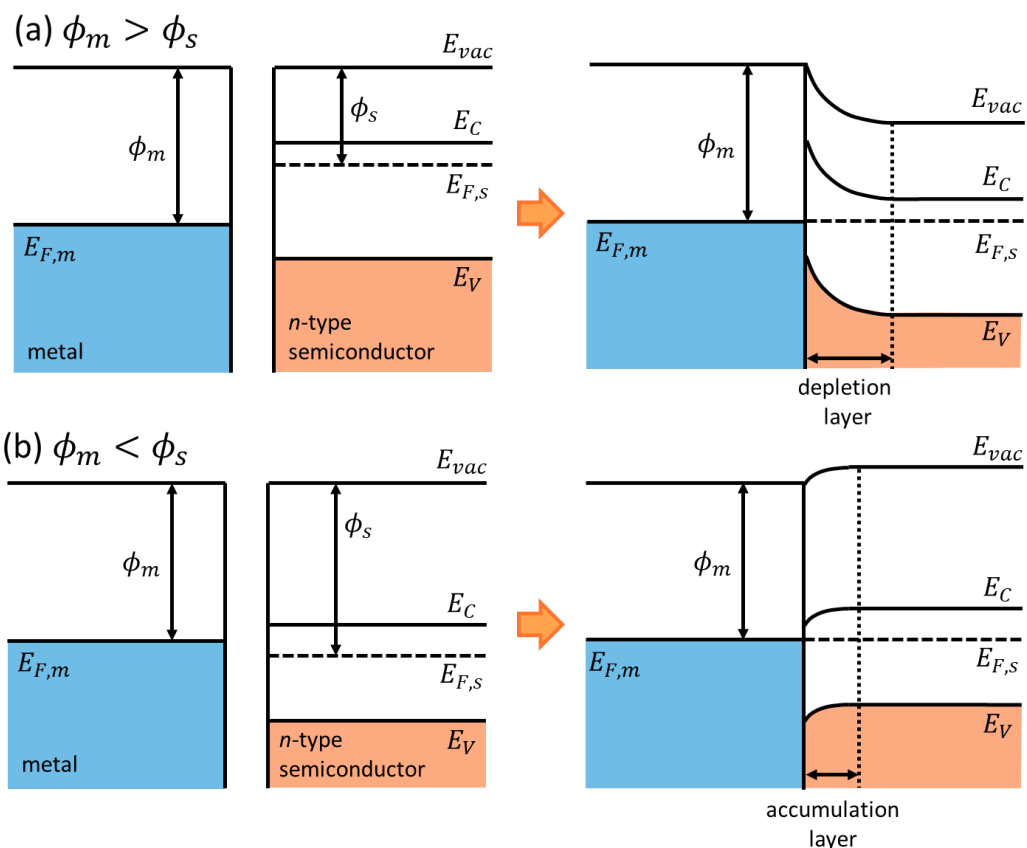 (a) ϕm > ϕs
Evac
ϕm
ϕs
EC
EF,s
EF,m
EV
metal
n-type
semiconductor
Evac
ϕm
EC
EF,m
EF,s
EV
depletion
layer
(b) ϕm < ϕs
Evac
ϕm
ϕs
EC
EF,m
EF,s
EV
metal
n-type
semiconductor
Evac
ϕm
EC
EF,m
EF,s
EV
accumulation
layer